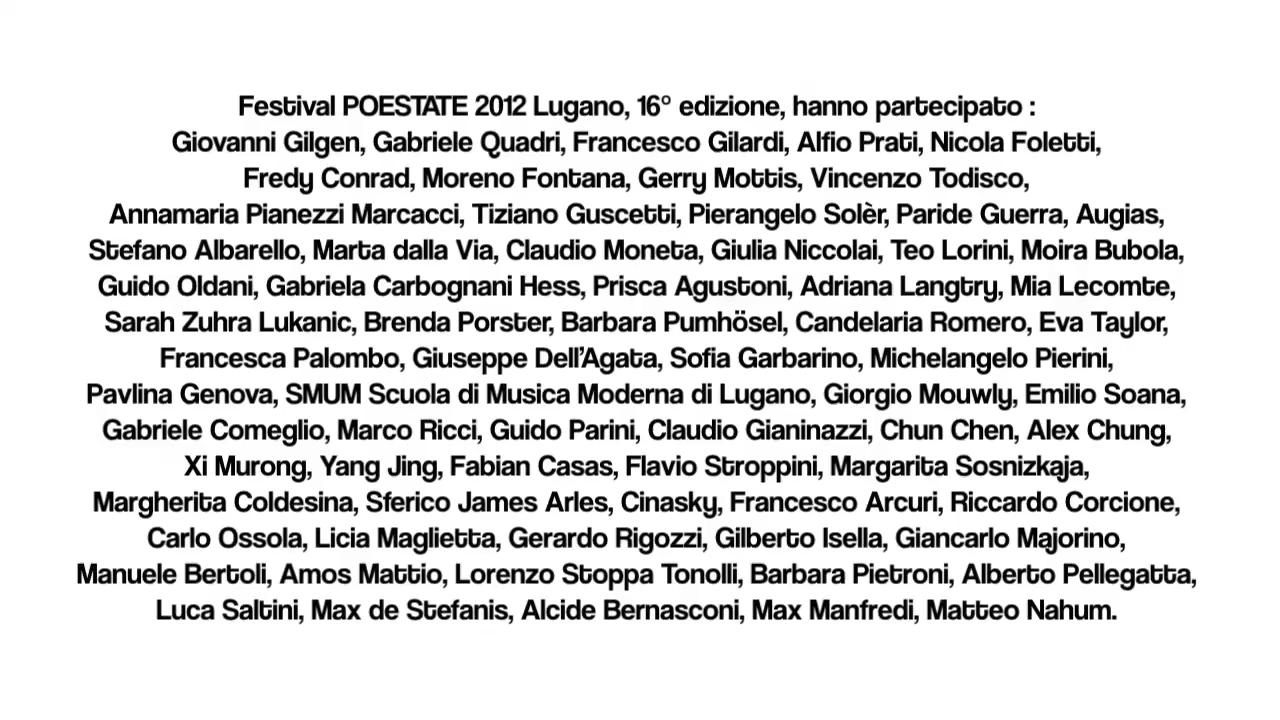 Festival POESTATE 2012 Lugano, 16° edizione, hanno partecipato :
Giovanni Gilgen, Gabriele Quadri, Francesco Gilardi, Alfio Prati, Nicola Foletti,
Fredy Conrad, Moreno Fontana, Gerry Mottis, Vincenzo Todisco,
Annamaria Pianezzi Marcacci, Tiziano Guscetti, Pierangelo Solèr, Paride Guerra, Augias,
Stefano Albarello, Marta dalla Via, Claudio Moneta, Giulia Niccolai, Teo Lorini, Moira Bubola,
Guido Oldani, Gabriela Carbognani Hess, Prisca Agustoni, Adriana Langtry, Mia Lecomte,
Sarah Zuhra Lukanic, Brenda Porster, Barbara Pumhösel, Candelaria Romero, Eva Taylor,
Francesca Palombo, Giuseppe Dell’Agata, Sofia Garbarino, Michelangelo Pierini,
Pavlina Genova, SMUM Scuola di Musica Moderna di Lugano, Giorgio Mouwly, Emilio Soana,
Gabriele Comeglio, Marco Ricci, Guido Parini, Claudio Gianinazzi, Chun Chen, Alex Chung,
Xi Murong, Yang Jing, Fabian Casas, Flavio Stroppini, Margarita Sosnizkaja,
Margherita Coldesina, Sferico James Arles, Cinasky, Francesco Arcuri, Riccardo Corcione,
Carlo Ossola, Licia Maglietta, Gerardo Rigozzi, Gilberto Isella, Giancarlo Majorino,
Manuele Bertoli, Amos Mattio, Lorenzo Stoppa Tonolli, Barbara Pietroni, Alberto Pellegatta,
Luca Saltini, Max de Stefanis, Alcide Bernasconi, Max Manfredi, Matteo Nahum.